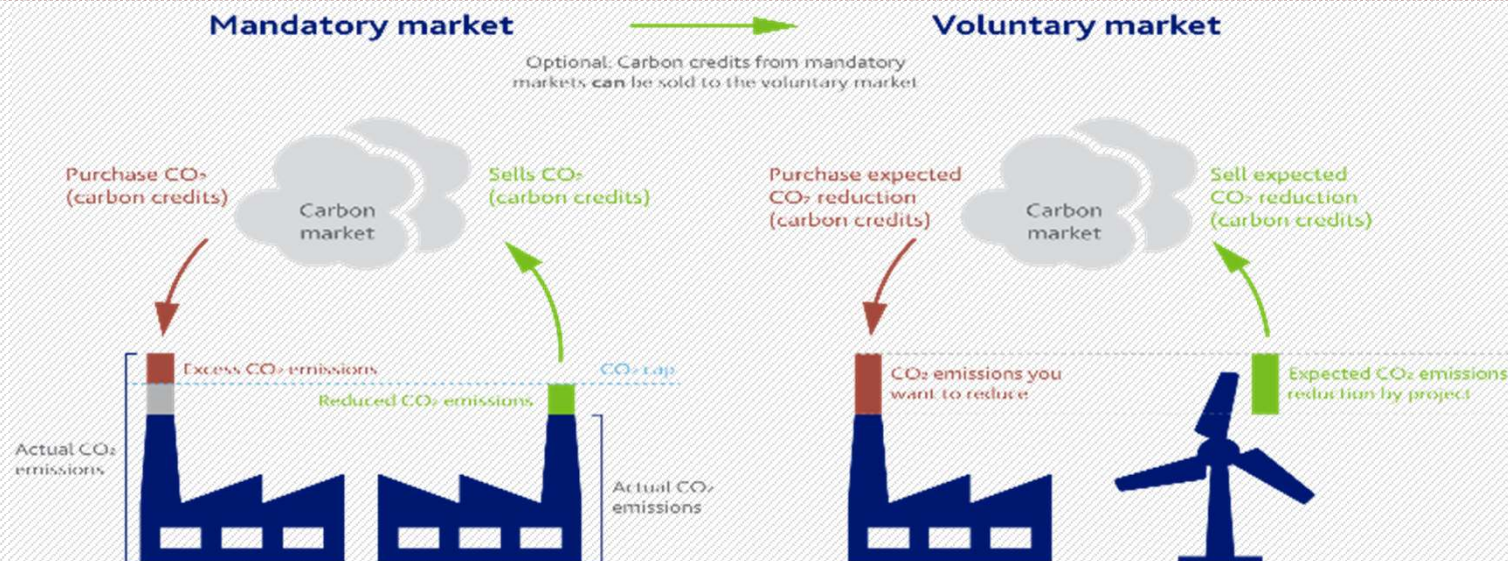 Mandatory market
Voluntary market
Optional: Carbon credits from mandatory
markets can be sold to the voluntary market
Purchase CO₂
(carbon credits)
Carbon
market
Sells CO₂
(carbon credits)
Purchase expected
CO₂ reduction
(carbon credits)
Carbon
market
Sell expected
CO₂ reduction
(carbon credits)
Excess CO₂ emissions
CO₂ cap
Reduced CO₂ emissions
Actual CO₂
emissions
Actual CO₂
emissions
CO₂ emissions you
want to reduce
Expected CO₂ emissions
reduction by project